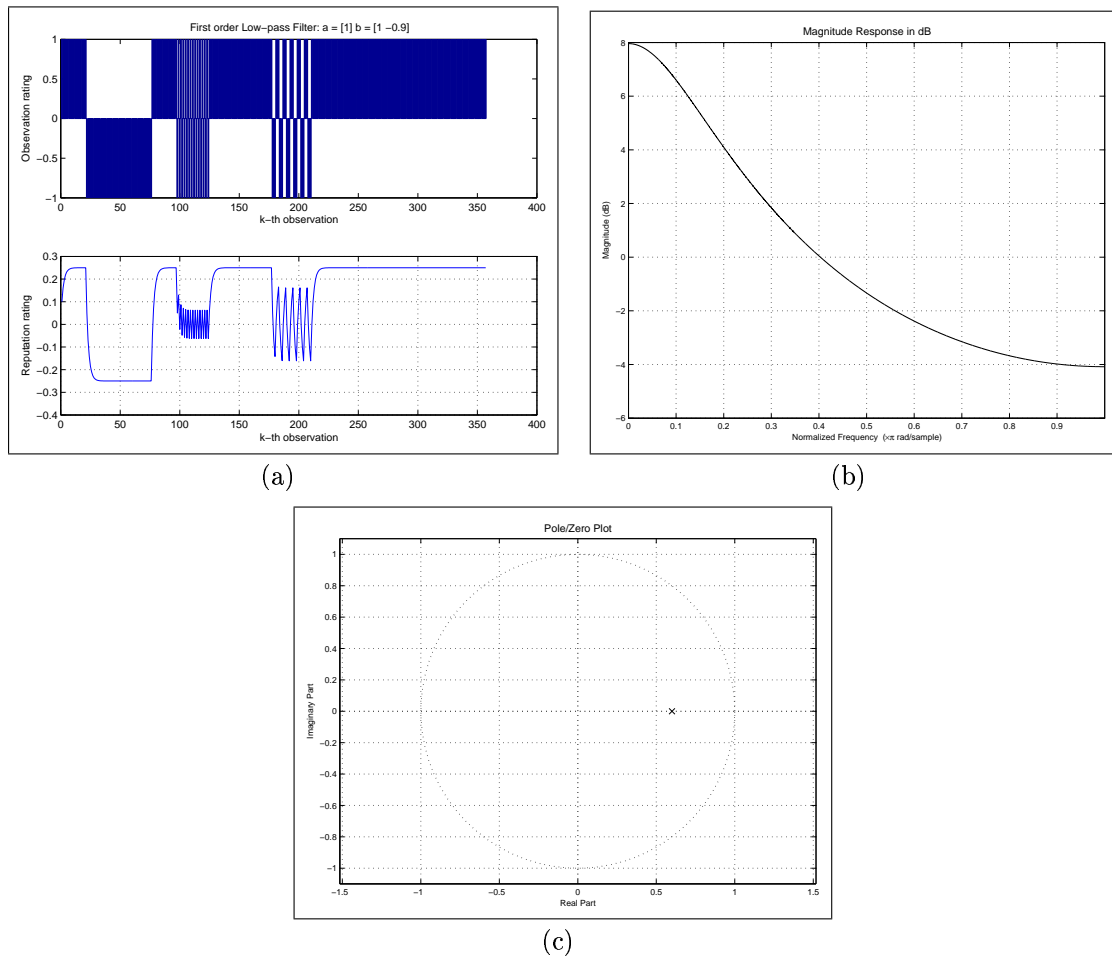 First order Low−pass Filter: a = [1] b = [1 −0.9]
Observation rating
1
0.5
0
−0.5
−1
0 50 100 150 200 250 300 350 400
k−th observation
Reputation rating
0.3
0.2
0.1
0
−0.1
−0.2
−0.3
−0.4
0 50 100 150 200 250 300 350 400
k−th observation
(a)
Magnitude Response in dB
Magnitude (dB)
8
6
4
2
0
−2
−4
−6
0 0.1 0.2 0.3 0.4 0.5 0.6 0.7 0.8 0.9
Normalized Frequency (×π rad/sample)
(b)
Pole/Zero Plot
Imaginary Part
1
0.8
0.6
0.4
0.2
0
−0.2
−0.4
−0.6
−0.8
−1
−1.5 −1 −0.5 0 0.5 1 1.5
Real Part
(c)